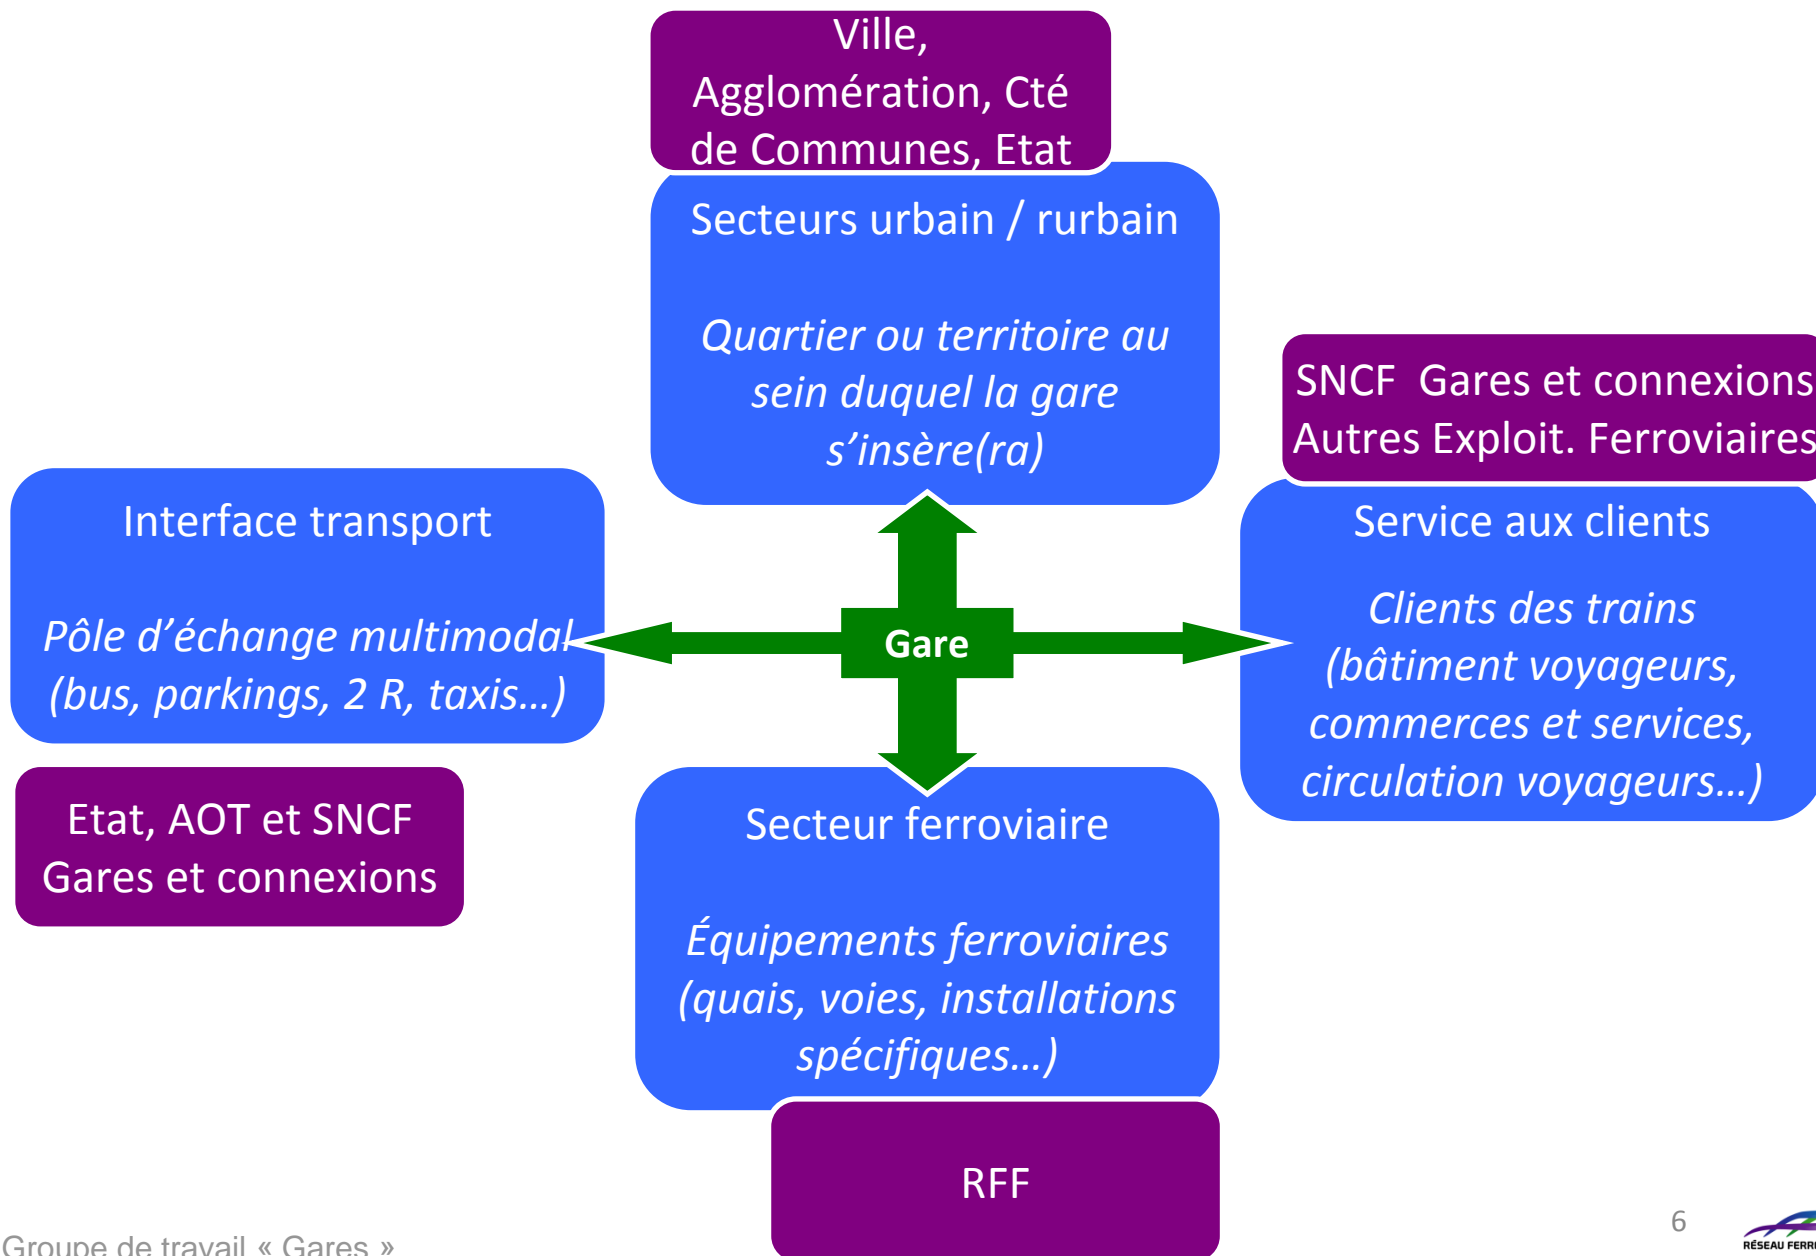 Ville,
Agglomération, Cté
de Communes, Etat
Secteurs urbain / rurbain
Quartier ou territoire au
sein duquel la gare
s’insère(ra)
SNCF  Gares et connexions
Autres Exploit. Ferroviaires
Interface transport
Pôle d’échange multimodal
(bus, parkings, 2 R, taxis…)
Gare
Service aux clients
Clients des trains
(bâtiment voyageurs,
commerces et services,
circulation voyageurs…)
Etat, AOT et SNCF
Gares et connexions
Secteur ferroviaire
Équipements ferroviaires
(quais, voies, installations
spécifiques…)
RFF
Groupe de travail « Gares »
6
RÉSEAU FERR